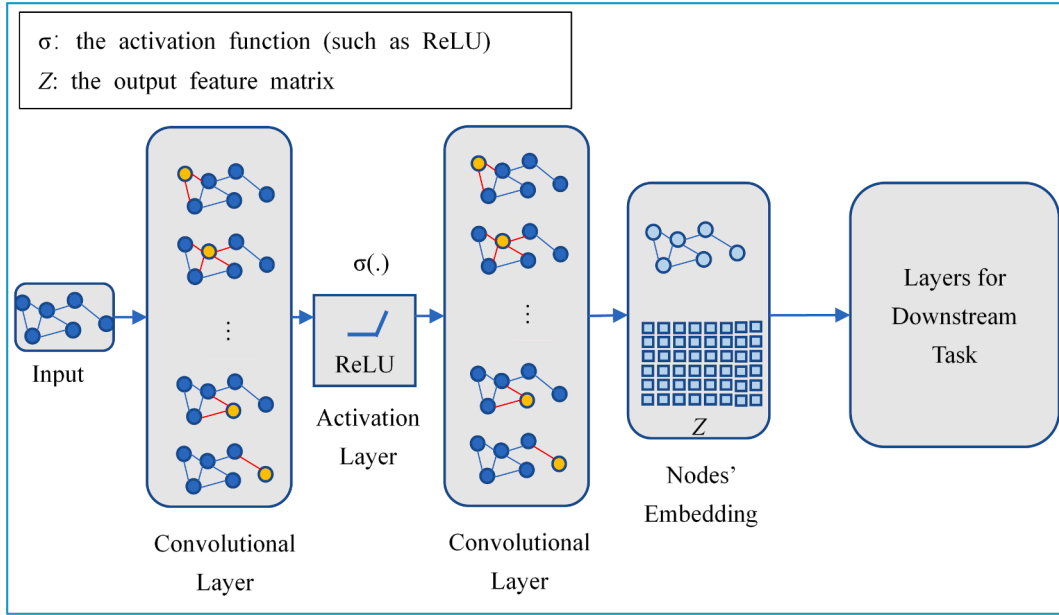 σ: the activation function (such as ReLU)
Z: the output feature matrix
Input
⋮
Convolutional
Layer
σ(.)
ReLU
Activation
Layer
⋮
Convolutional
Layer
Z
Nodes’
Embedding
Layers for
Downstream
Task